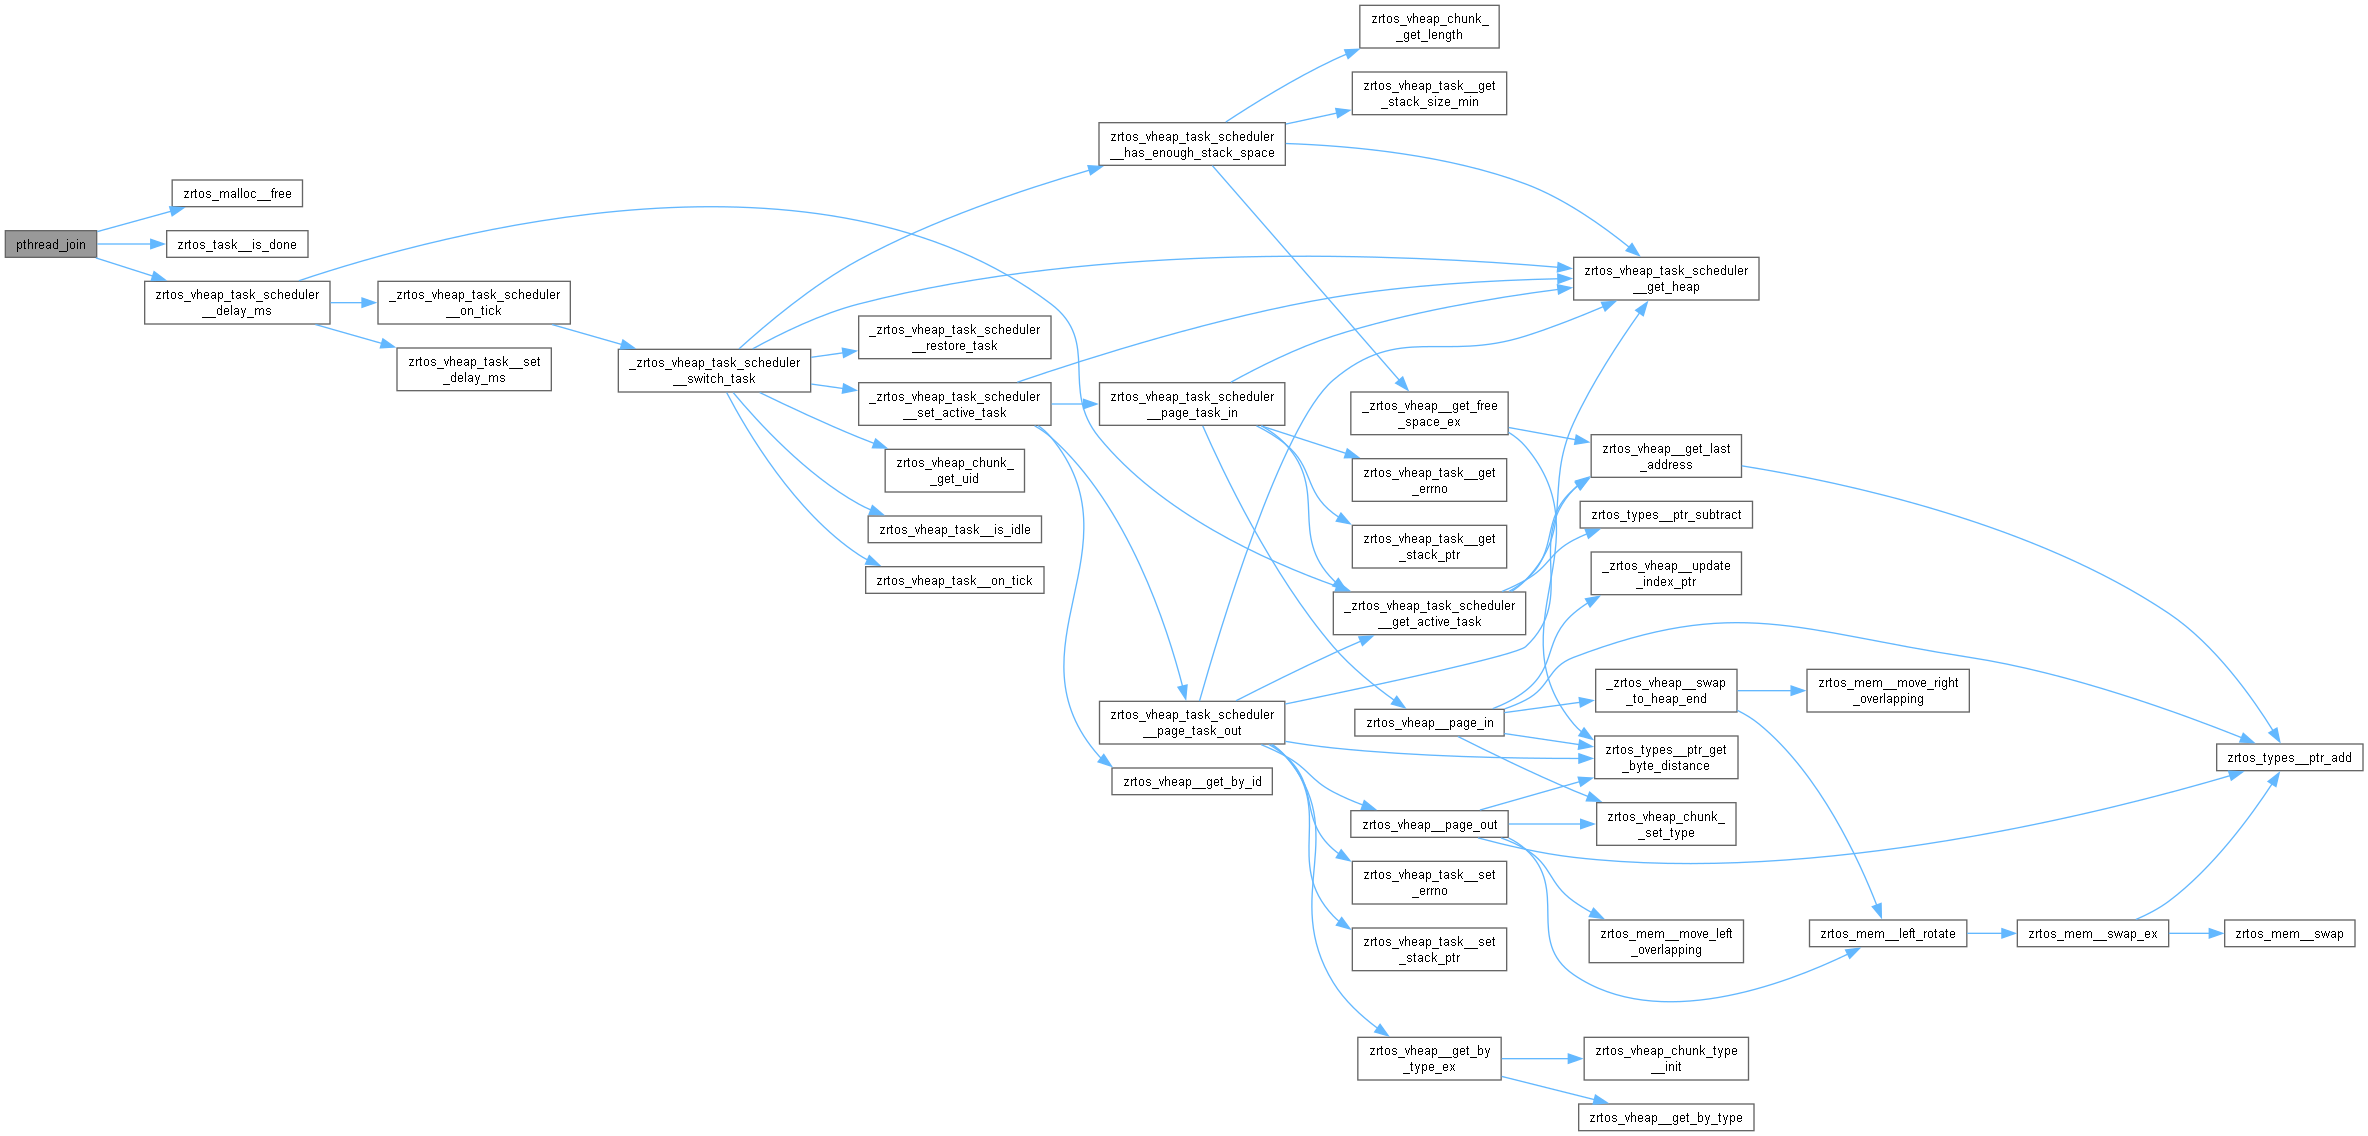 pthread_join
zrtos_malloc__free
zrtos_task__is_done
zrtos_vheap_task_scheduler
__delay_ms
_zrtos_vheap_task_scheduler
__on_tick
zrtos_vheap_task__set
_delay_ms
_zrtos_vheap_task_scheduler
__switch_task
_zrtos_vheap_task_scheduler
__restore_task
_zrtos_vheap_task_scheduler
__set_active_task
zrtos_vheap_chunk_
_get_uid
zrtos_vheap_task__is_idle
zrtos_vheap_task__on_tick
zrtos_vheap_task_scheduler
__has_enough_stack_space
zrtos_vheap_task_scheduler
__page_task_in
zrtos_vheap_task_scheduler
__page_task_out
zrtos_vheap__get_by_id
zrtos_vheap_chunk_
_get_length
zrtos_vheap_task__get
_stack_size_min
_zrtos_vheap__get_free
_space_ex
zrtos_vheap_task__get
_errno
zrtos_vheap_task__get
_stack_ptr
_zrtos_vheap_task_scheduler
__get_active_task
zrtos_vheap__page_in
zrtos_vheap__page_out
zrtos_vheap_task__set
_errno
zrtos_vheap_task__set
_stack_ptr
zrtos_vheap__get_by
_type_ex
zrtos_vheap_task_scheduler
__get_heap
zrtos_vheap__get_last
_address
zrtos_types__ptr_subtract
_zrtos_vheap__update
_index_ptr
_zrtos_vheap__swap
_to_heap_end
zrtos_types__ptr_get
_byte_distance
zrtos_vheap_chunk_
_set_type
zrtos_mem__move_left
_overlapping
zrtos_vheap_chunk_type
__init
zrtos_vheap__get_by_type
zrtos_mem__move_right
_overlapping
zrtos_mem__left_rotate
zrtos_mem__swap_ex
zrtos_types__ptr_add
zrtos_mem__swap